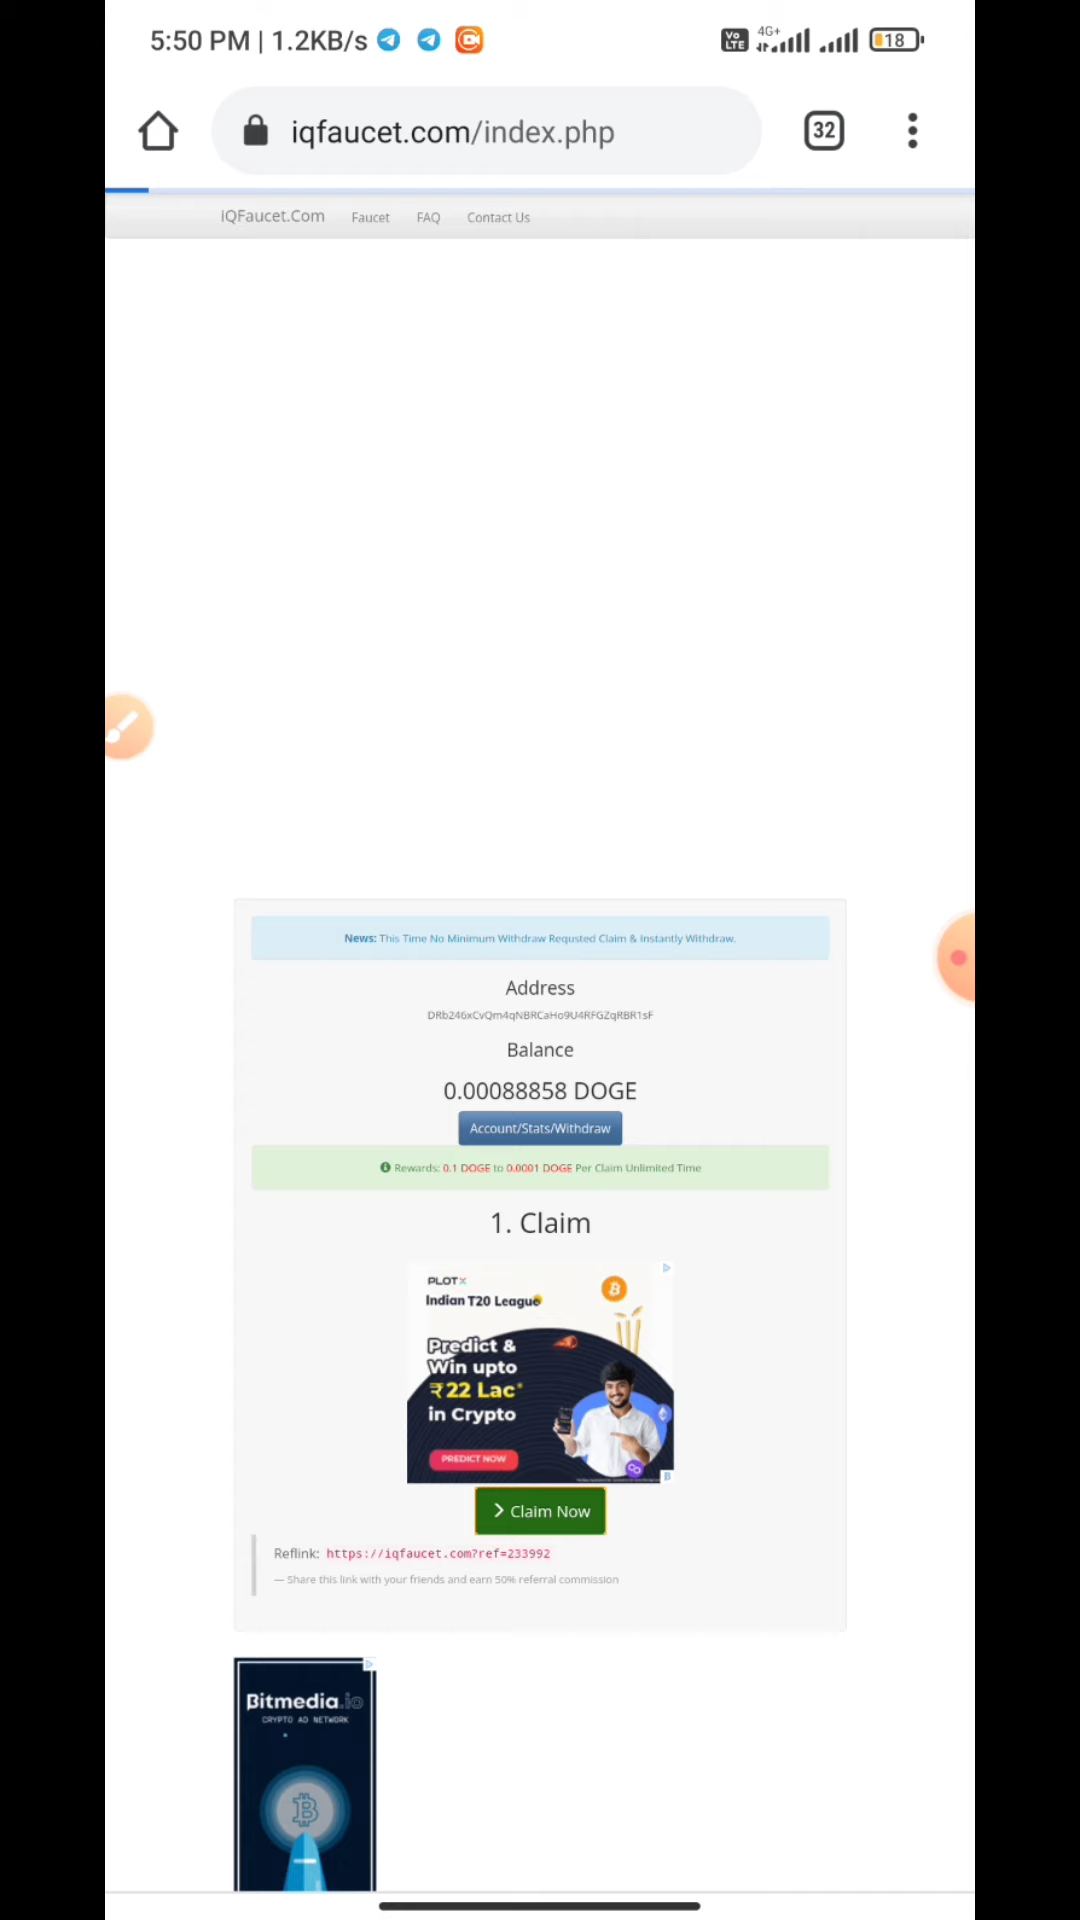 5:50 PM | 1.2KB/s
Vo LTE 4G+ 18
iqfaucet.com/index.php
32
iQFaucet.Com Faucet FAQ Contact Us
News: This Time No Minimum Withdraw Requsted Claim & Instantly Withdraw.
Address
DRb246xCvQm4qNBRCaHo9U4RFGZqRBR1sF
Balance
0.00088858 DOGE
Account/Stats/Withdraw
Rewards: 0.1 DOGE to 0.0001 DOGE Per Claim Unlimited Time
1. Claim
PLOTX
Indian T20 League
Predict &
Win upto
₹22 Lac*
in Crypto
PREDICT NOW
Claim Now
Reflink: https://iqfaucet.com?ref=233992
— Share this link with your friends and earn 50% referral commission
Bitmedia.io
CRYPTO AD NETWORK